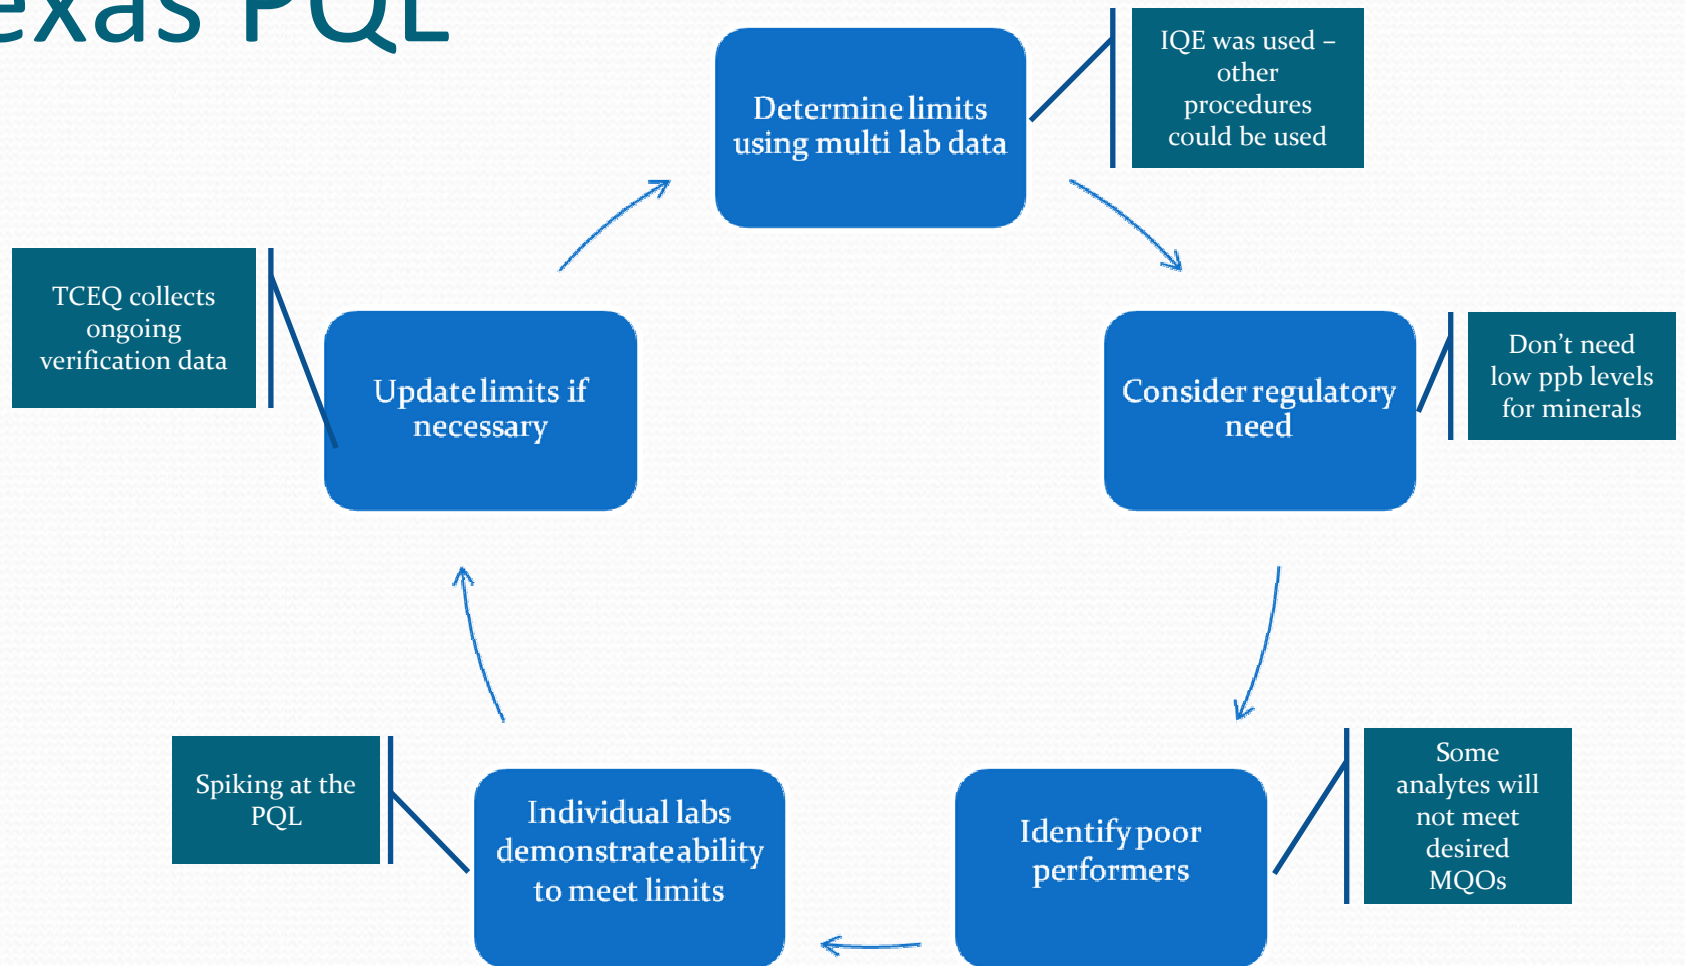 exas PQL
Determine limits
using multi lab data
IQE was used –
other
procedures
could be used
Consider regulatory
need
Don't need
low ppb levels
for minerals
Identify poor
performers
Some
analytes will
not meet
desired
MQOs
Individual labs
demonstrate ability
to meet limits
Spiking at the
PQL
Update limits if
necessary
TCEQ collects
ongoing
verification data